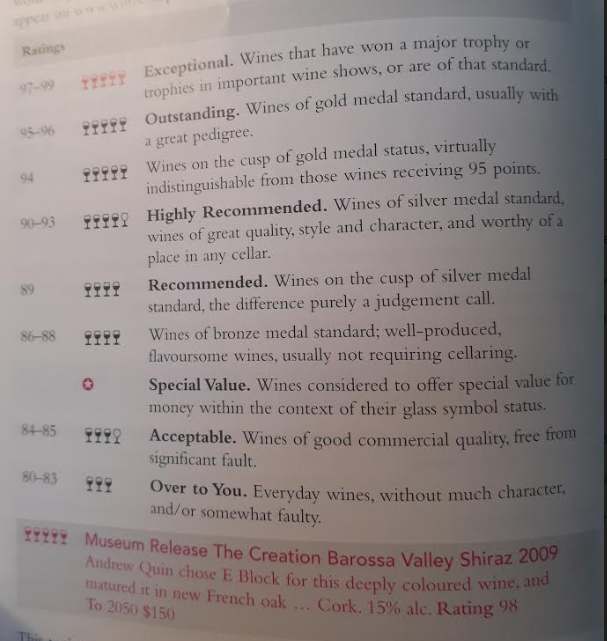 appear on www.
Ratings
97–99 Exceptional. Wines that have won a major trophy or
trophies in important wine shows, or are of that standard.
95–96 Outstanding. Wines of gold medal standard, usually with
a great pedigree.
94 Wines on the cusp of gold medal status, virtually
indistinguishable from those wines receiving 95 points.
90–93 Highly Recommended. Wines of silver medal standard,
wines of great quality, style and character, and worthy of a
place in any cellar.
89 Recommended. Wines on the cusp of silver medal
standard, the difference purely a judgement call.
86–88 Wines of bronze medal standard; well-produced,
flavoursome wines, usually not requiring cellaring.
Special Value. Wines considered to offer special value for
money within the context of their glass symbol status.
84–85 Acceptable. Wines of good commercial quality, free from
significant fault.
80–83 Over to You. Everyday wines, without much character,
and/or somewhat faulty.
Museum Release The Creation Barossa Valley Shiraz 2009
Andrew Quin chose E Block for this deeply coloured wine, and
matured it in new French oak … Cork. 15% alc. Rating 98
To 2050 $150
This